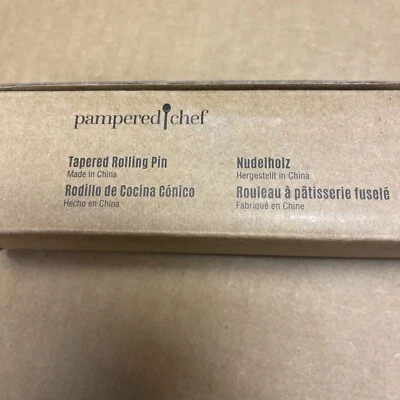 pampered chef
Tapered Rolling Pin
Made in China
Rodillo de Cocina Cónico
Hecho en China
Nudelholz
Hergestellt in China
Rouleau à pâtisserie fuselé
Fabriqué en Chine